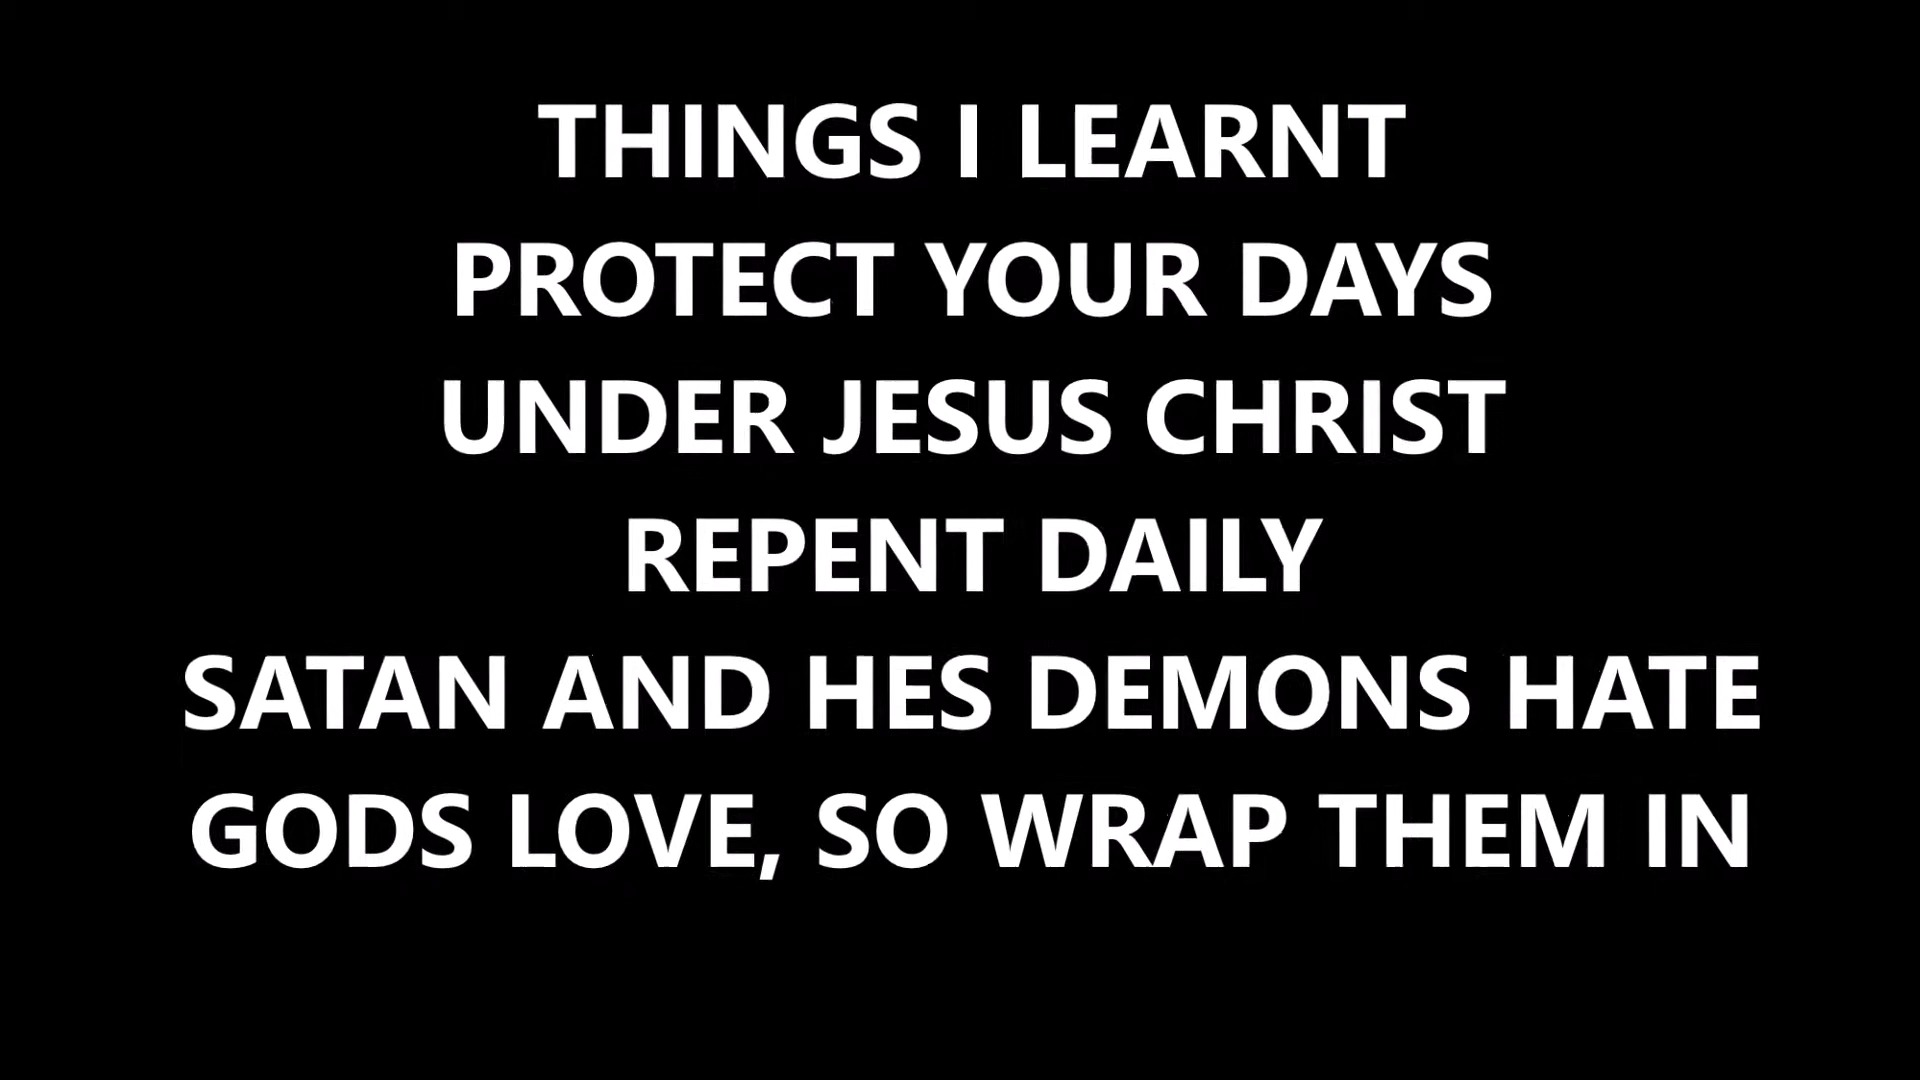 THINGS I LEARNT
PROTECT YOUR DAYS
UNDER JESUS CHRIST
REPENT DAILY
SATAN AND HES DEMONS HATE
GODS LOVE, SO WRAP THEM IN